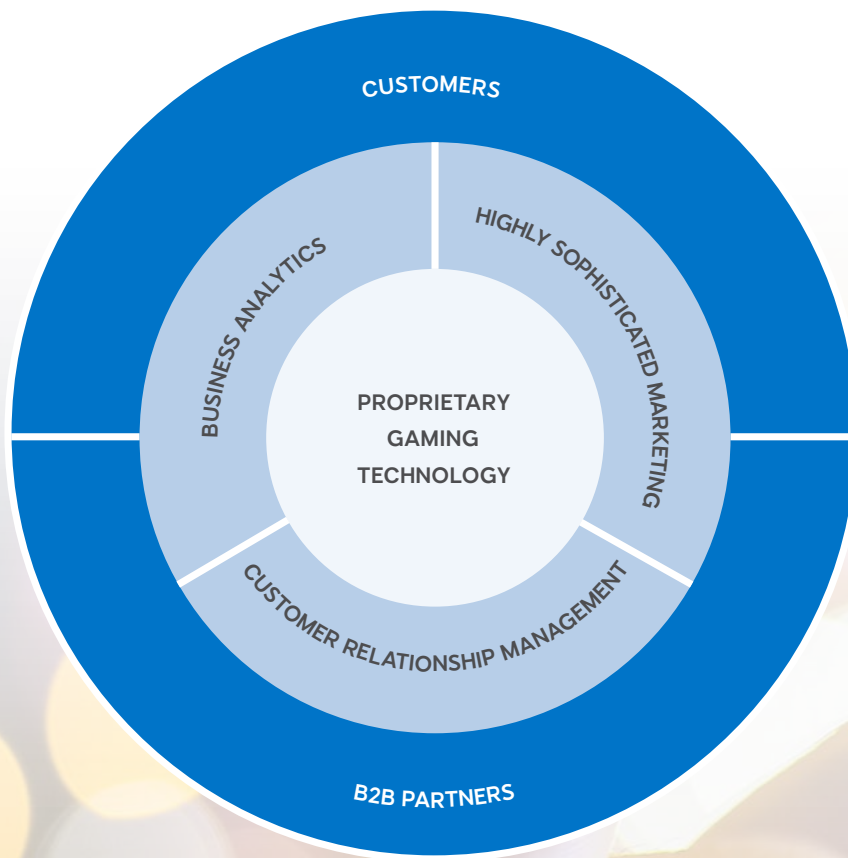 CUSTOMERS
BUSINESS ANALYTICS
HIGHLY SOPHISTICATED MARKETING
PROPRIETARY
GAMING
TECHNOLOGY
CUSTOMER RELATIONSHIP MANAGEMENT
B2B PARTNERS